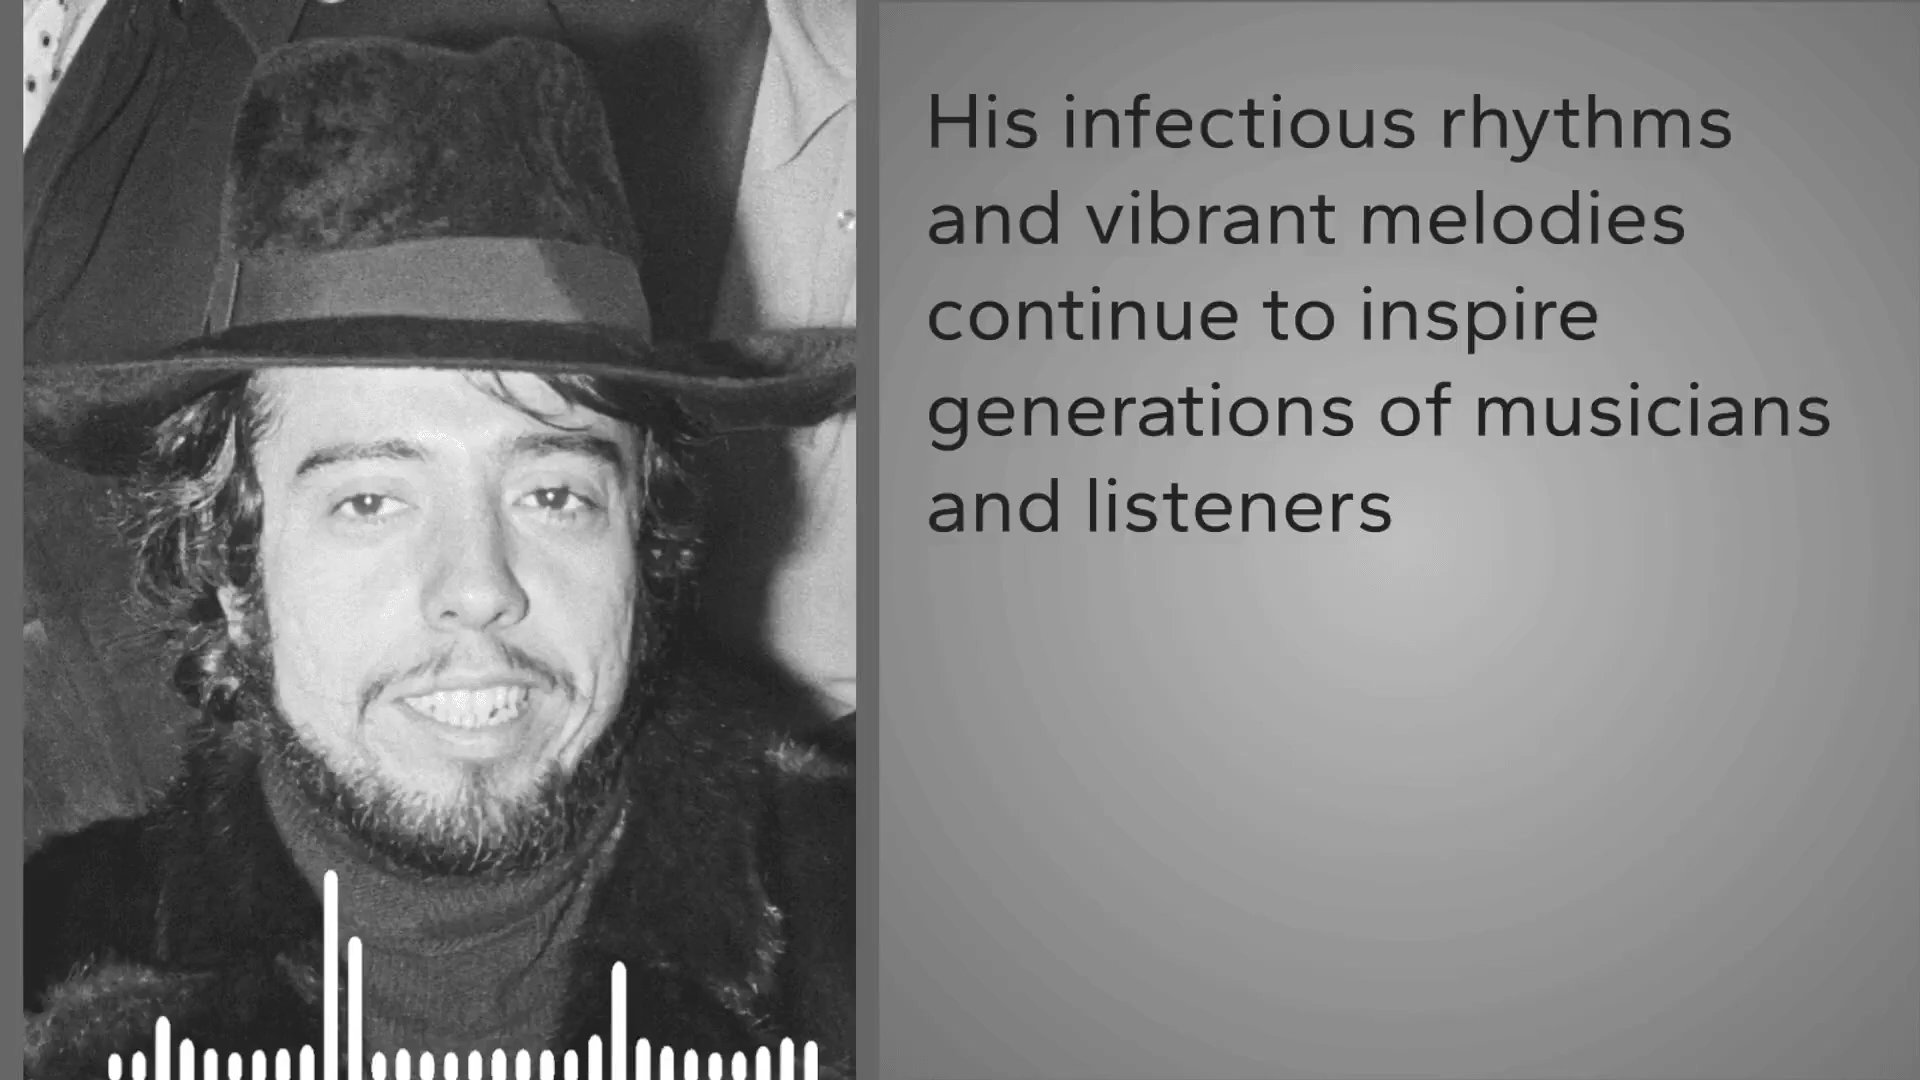 His infectious rhythms
and vibrant melodies
continue to inspire
generations of musicians
and listeners